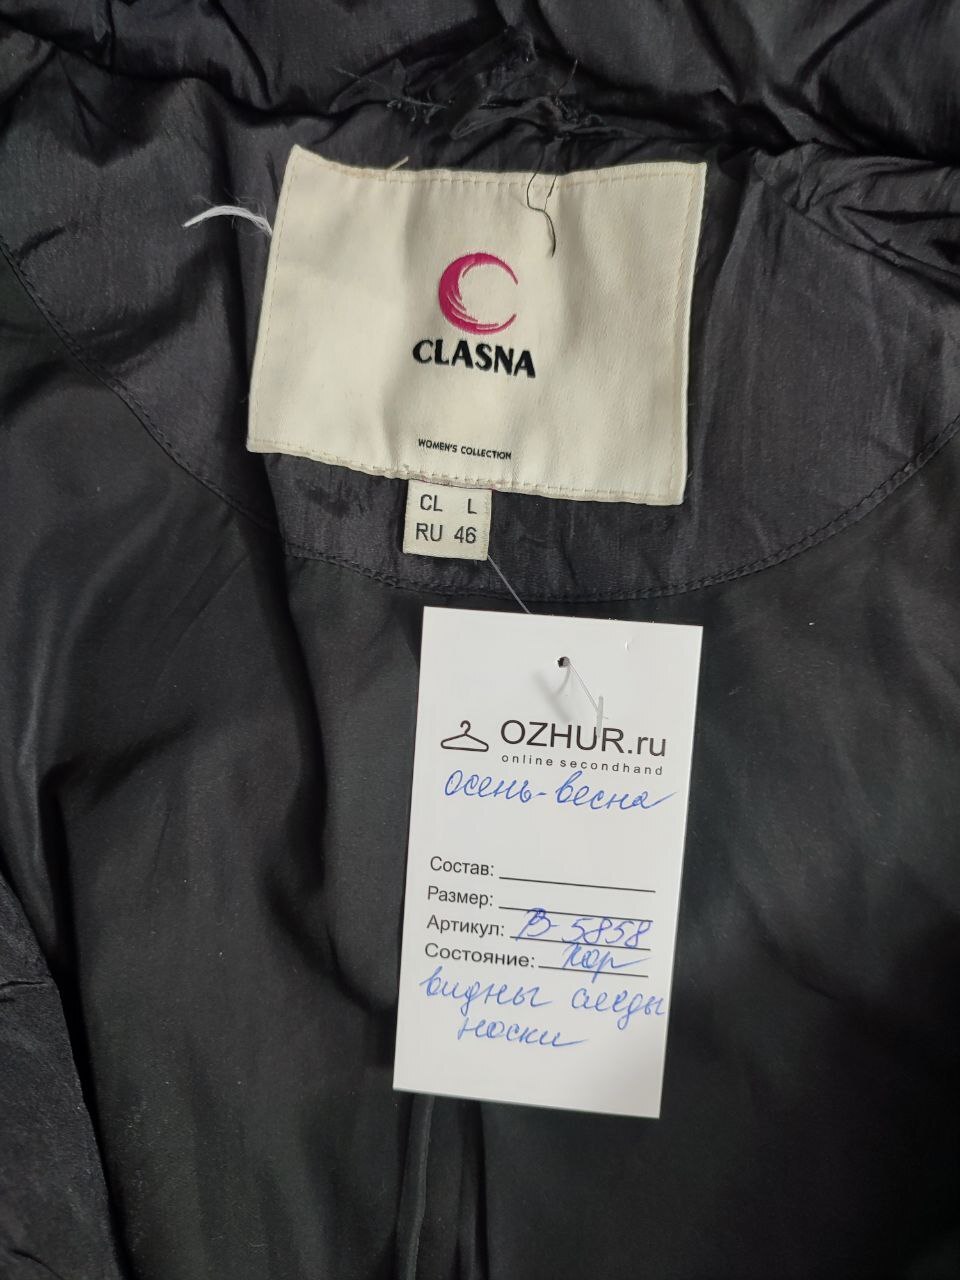 CLASNA
WOMEN'S COLLECTION
CL L
RU 46
OZHUR.ru
online secondhand
осень-весна
Состав:
Размер:
Артикул: В-5858
Состояние: хор
видны следы
носки